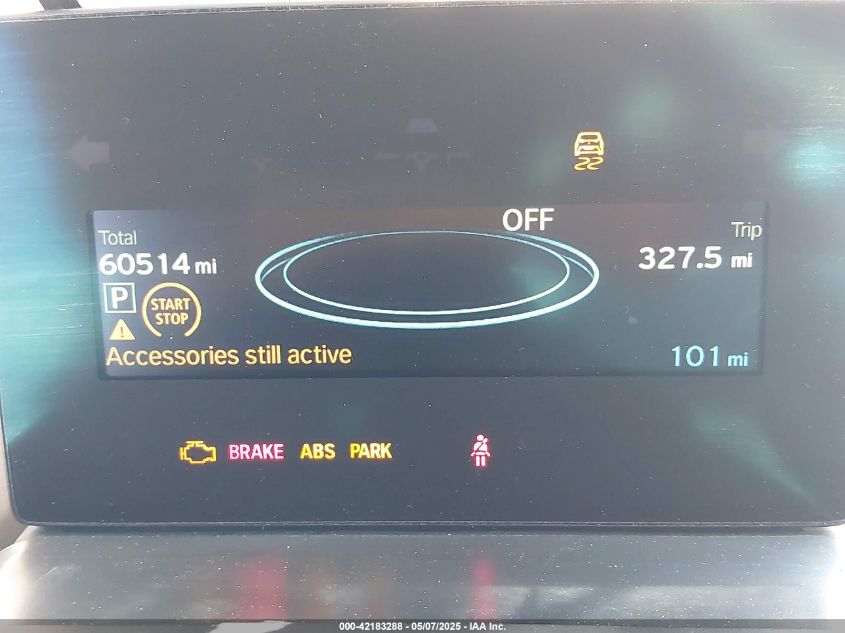 OFF
Total
Trip
60514 mi
327.5 mi
P
START
STOP
Accessories still active
101 mi
BRAKE ABS PARK
000-42183288 - 05/07/2025 - IAA Inc.